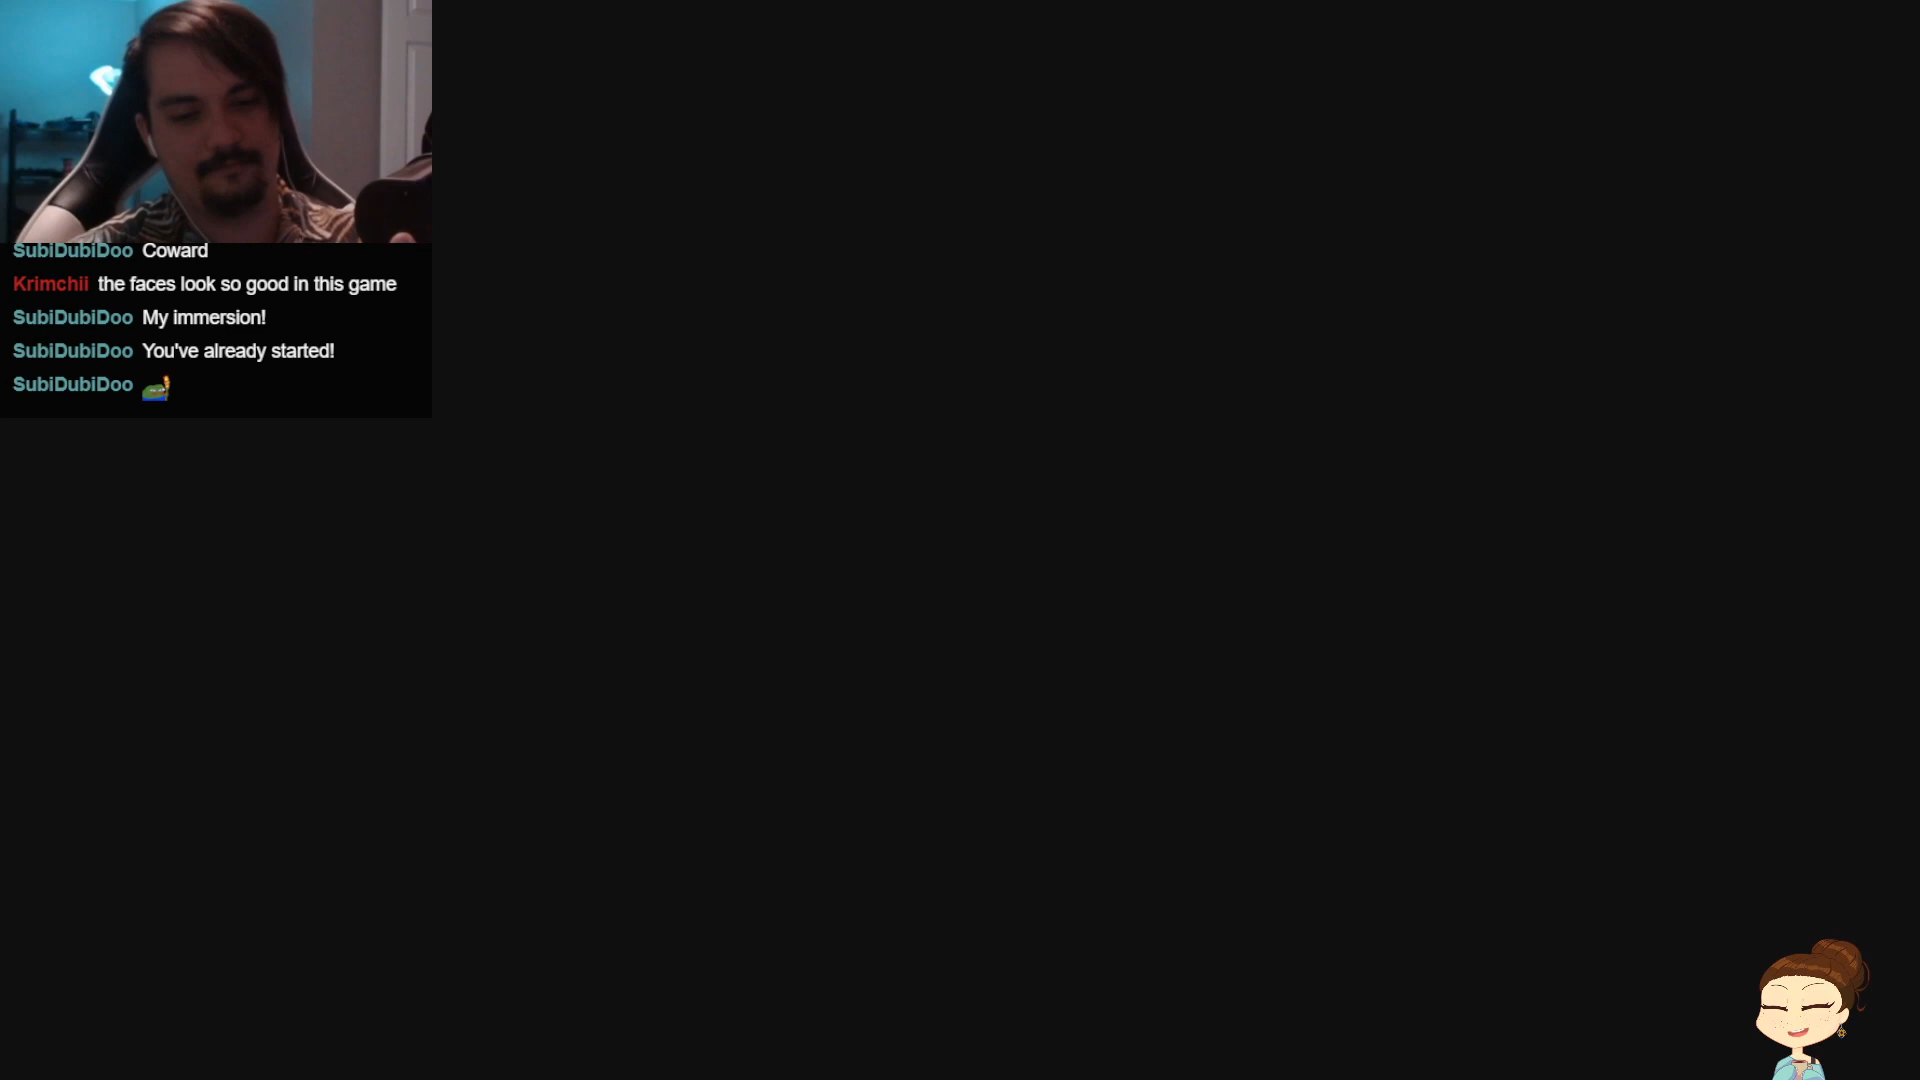 SubiDubiDoo Coward
Krimchii the faces look so good in this game
SubiDubiDoo My immersion!
SubiDubiDoo You've already started!
SubiDubiDoo